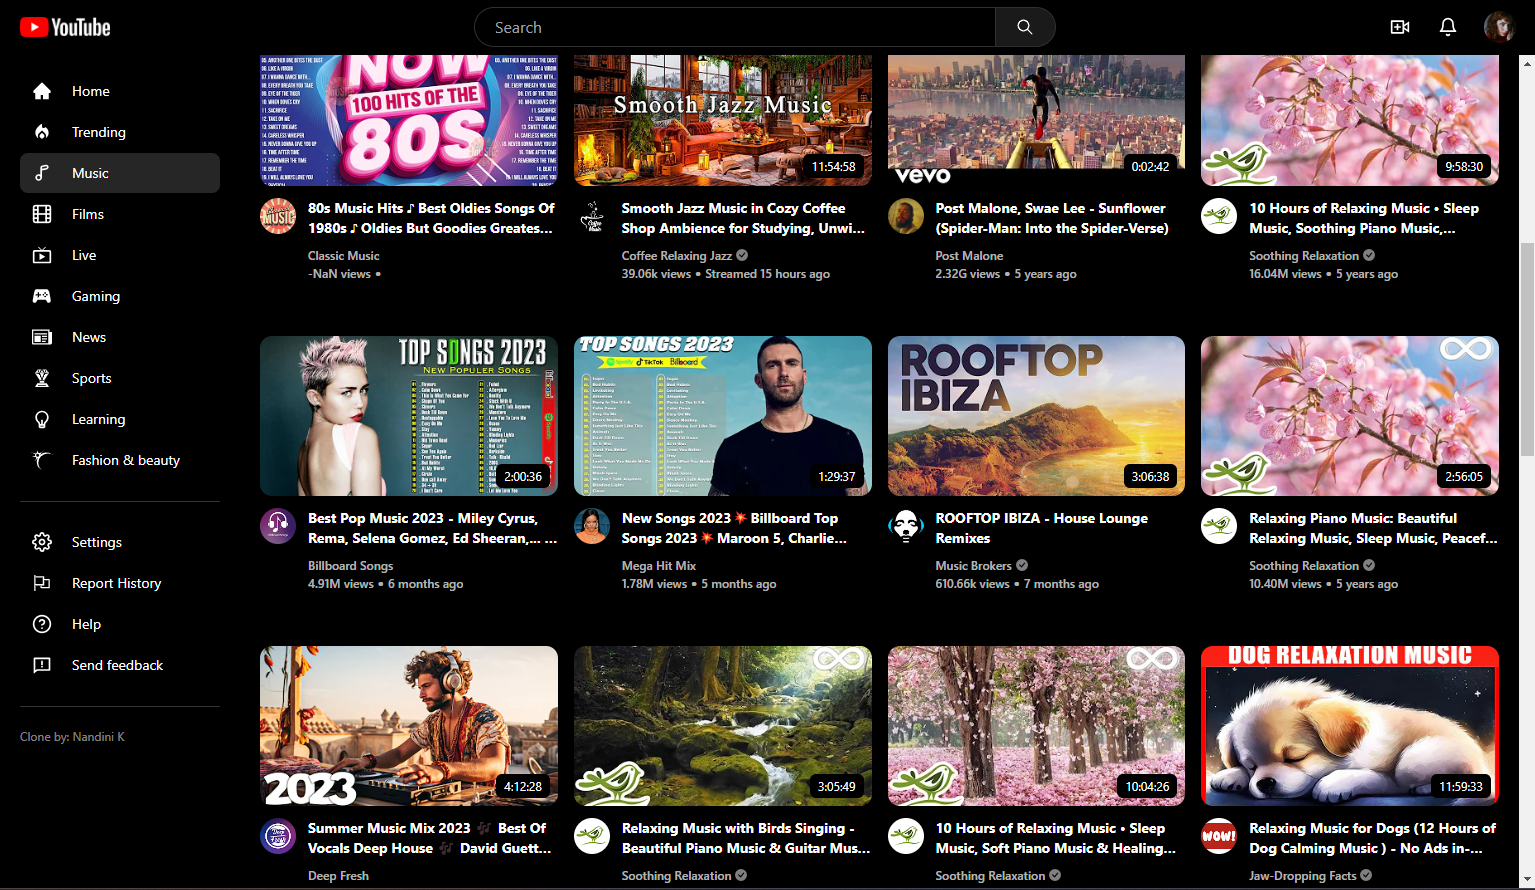 YouTube
Search
Home
Trending
Music
Films
Live
Gaming
News
Sports
Learning
Fashion & beauty
Settings
Report History
Help
Send feedback
Clone by: Nandini K
NOW
100 HITS OF THE
80S
Smooth Jazz Music
11:54:58
vevo
0:02:42
9:58:30
80s Music Hits ♪ Best Oldies Songs Of
1980s ♪ Oldies But Goodies Greates...
Classic Music
-NaN views •
Smooth Jazz Music in Cozy Coffee
Shop Ambience for Studying, Unwi...
Coffee Relaxing Jazz
39.06k views • Streamed 15 hours ago
Post Malone, Swae Lee - Sunflower
(Spider-Man: Into the Spider-Verse)
Post Malone
2.32G views • 5 years ago
10 Hours of Relaxing Music • Sleep
Music, Soothing Piano Music,...
Soothing Relaxation
16.04M views • 5 years ago
TOP SONGS 2023
New Populer Songs
2:00:36
TOP SONGS 2023
Spotify TikTok Billboard
1:29:37
ROOFTOP
IBIZA
3:06:38
2:56:05
Best Pop Music 2023 - Miley Cyrus,
Rema, Selena Gomez, Ed Sheeran,... ...
Billboard Songs
4.91M views • 6 months ago
New Songs 2023 💥 Billboard Top
Songs 2023 💥 Maroon 5, Charlie...
Mega Hit Mix
1.78M views • 5 months ago
ROOFTOP IBIZA - House Lounge
Remixes
Music Brokers
610.66k views • 7 months ago
Relaxing Piano Music: Beautiful
Relaxing Music, Sleep Music, Peacef...
Soothing Relaxation
10.40M views • 5 years ago
2023
4:12:28
3:05:49
10:04:26
DOG RELAXATION MUSIC
11:59:33
Summer Music Mix 2023 🎶 Best Of
Vocals Deep House 🎶 David Guett...
Deep Fresh
Relaxing Music with Birds Singing -
Beautiful Piano Music & Guitar Mus...
Soothing Relaxation
10 Hours of Relaxing Music • Sleep
Music, Soft Piano Music & Healing...
Soothing Relaxation
WOW!
Relaxing Music for Dogs (12 Hours of
Dog Calming Music ) - No Ads in-...
Jaw-Dropping Facts